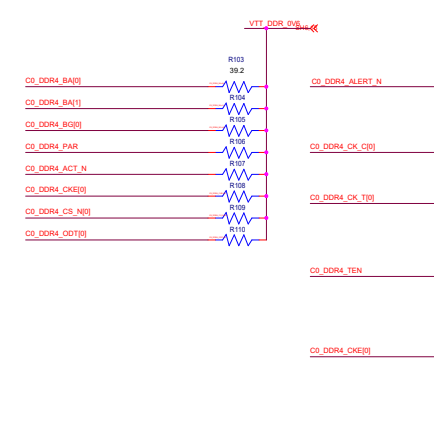 VTT_DDR_0V6
R103
39.2
C0_DDR4_BA[0]
C0_DDR4_ALERT_N
R104
C0_DDR4_BA[1]
R105
C0_DDR4_BG[0]
R106
C0_DDR4_PAR
C0_DDR4_CK_C[0]
R107
C0_DDR4_ACT_N
R108
C0_DDR4_CKE[0]
C0_DDR4_CK_T[0]
R109
C0_DDR4_CS_N[0]
R110
C0_DDR4_ODT[0]
C0_DDR4_TEN
C0_DDR4_CKE[0]